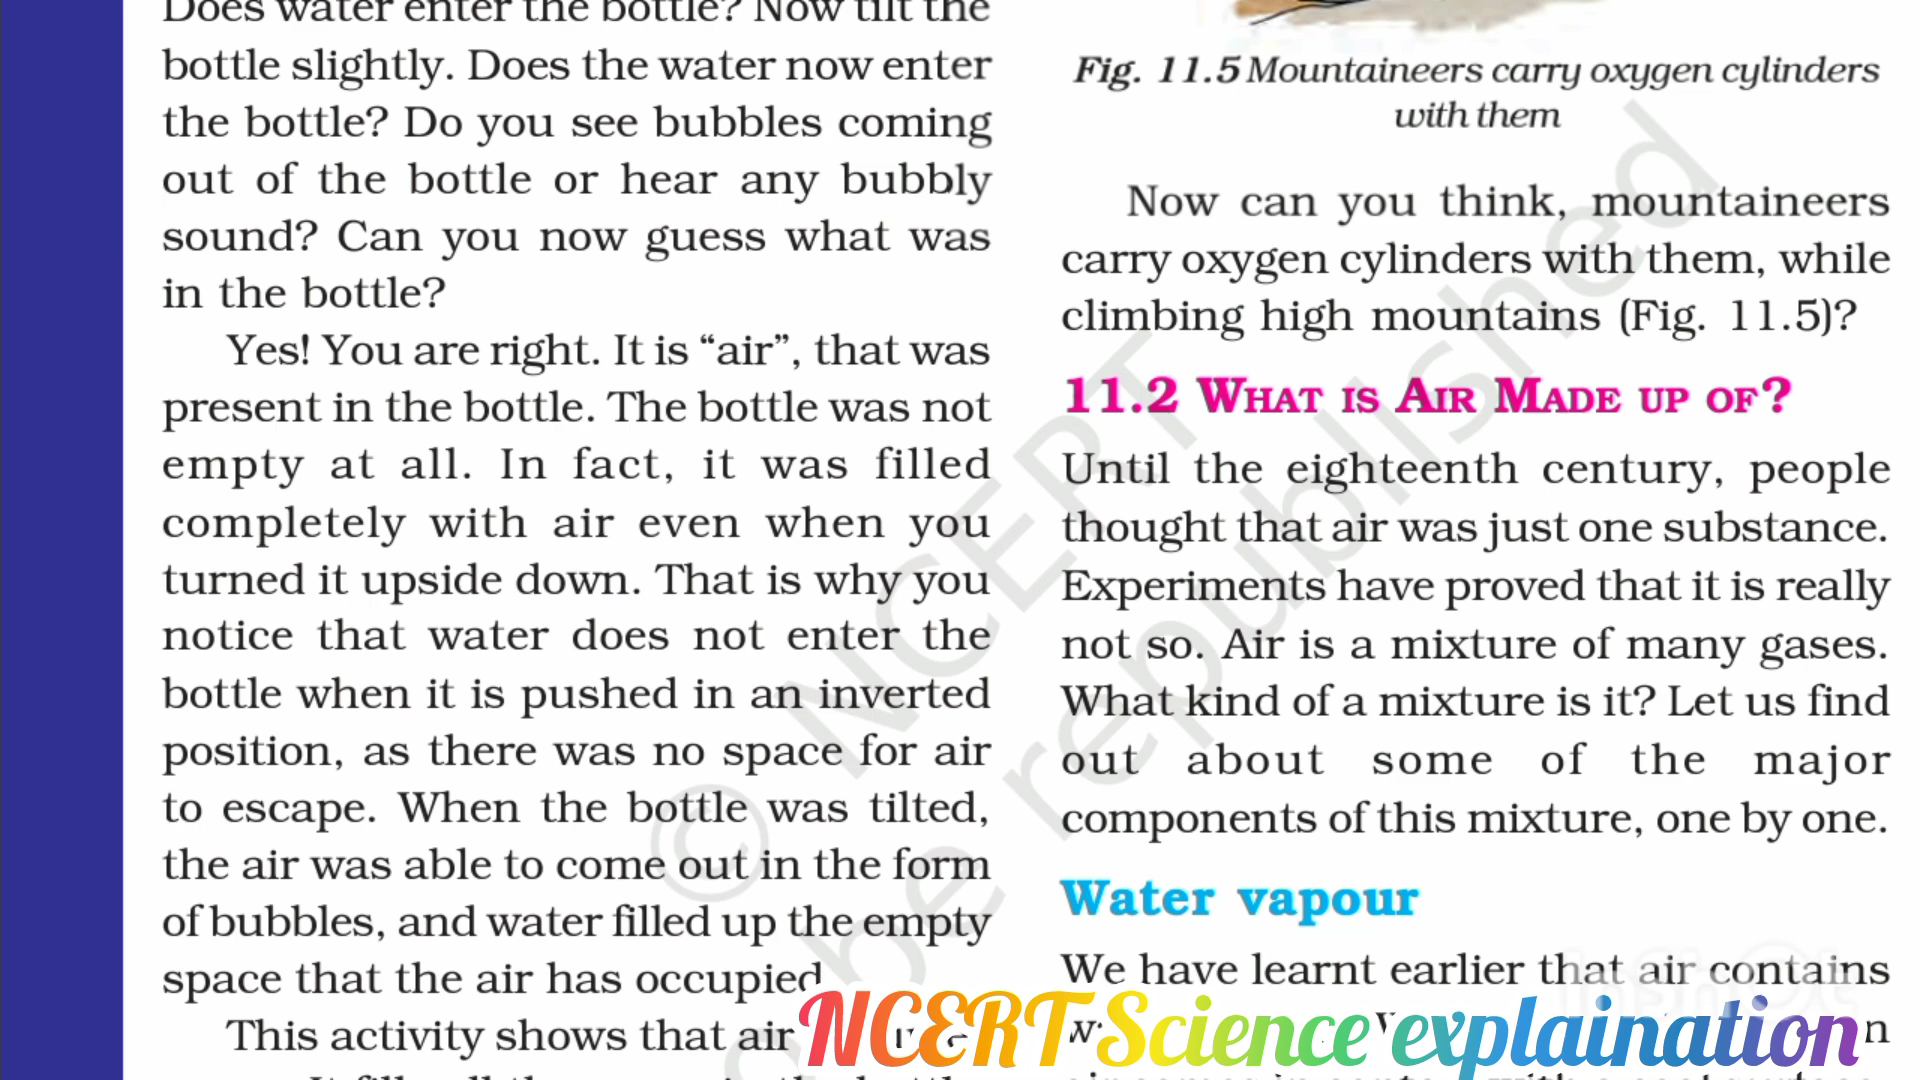 Does water enter the bottle? Now tilt the
bottle slightly. Does the water now enter
the bottle? Do you see bubbles coming
out of the bottle or hear any bubbly
sound? Can you now guess what was
in the bottle?
Yes! You are right. It is “air”, that was
present in the bottle. The bottle was not
empty at all. In fact, it was filled
completely with air even when you
turned it upside down. That is why you
notice that water does not enter the
bottle when it is pushed in an inverted
position, as there was no space for air
to escape. When the bottle was tilted,
the air was able to come out in the form
of bubbles, and water filled up the empty
space that the air has occupied
This activity shows that air
Fig. 11.5 Mountaineers carry oxygen cylinders
with them
Now can you think, mountaineers
carry oxygen cylinders with them, while
climbing high mountains (Fig. 11.5)?
11.2 WHAT IS AIR MADE UP OF?
Until the eighteenth century, people
thought that air was just one substance.
Experiments have proved that it is really
not so. Air is a mixture of many gases.
What kind of a mixture is it? Let us find
out about some of the major
components of this mixture, one by one.
Water vapour
We have learnt earlier that air contains
NCERT Science explaination
© NCERT
be republished